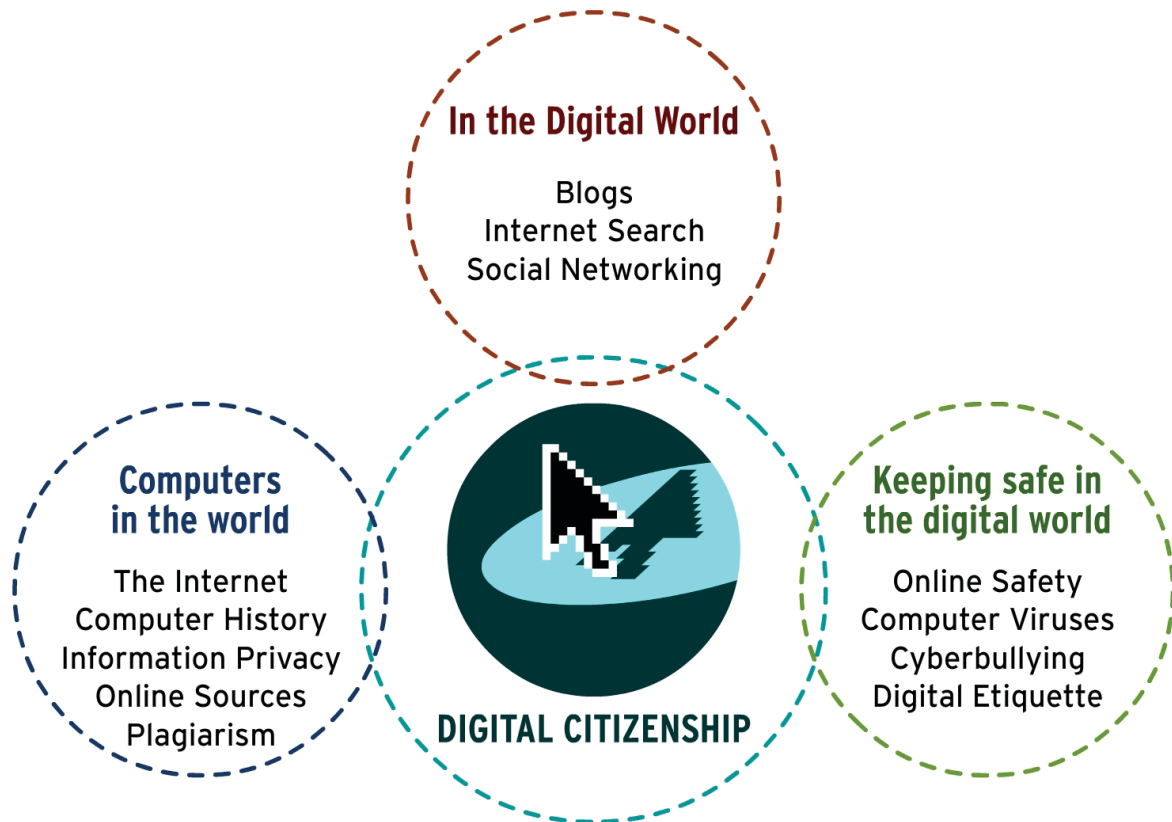 In the Digital World
Blogs
Internet Search
Social Networking
Computers
in the world
The Internet
Computer History
Information Privacy
Online Sources
Plagiarism
DIGITAL CITIZENSHIP
Keeping safe in
the digital world
Online Safety
Computer Viruses
Cyberbullying
Digital Etiquette